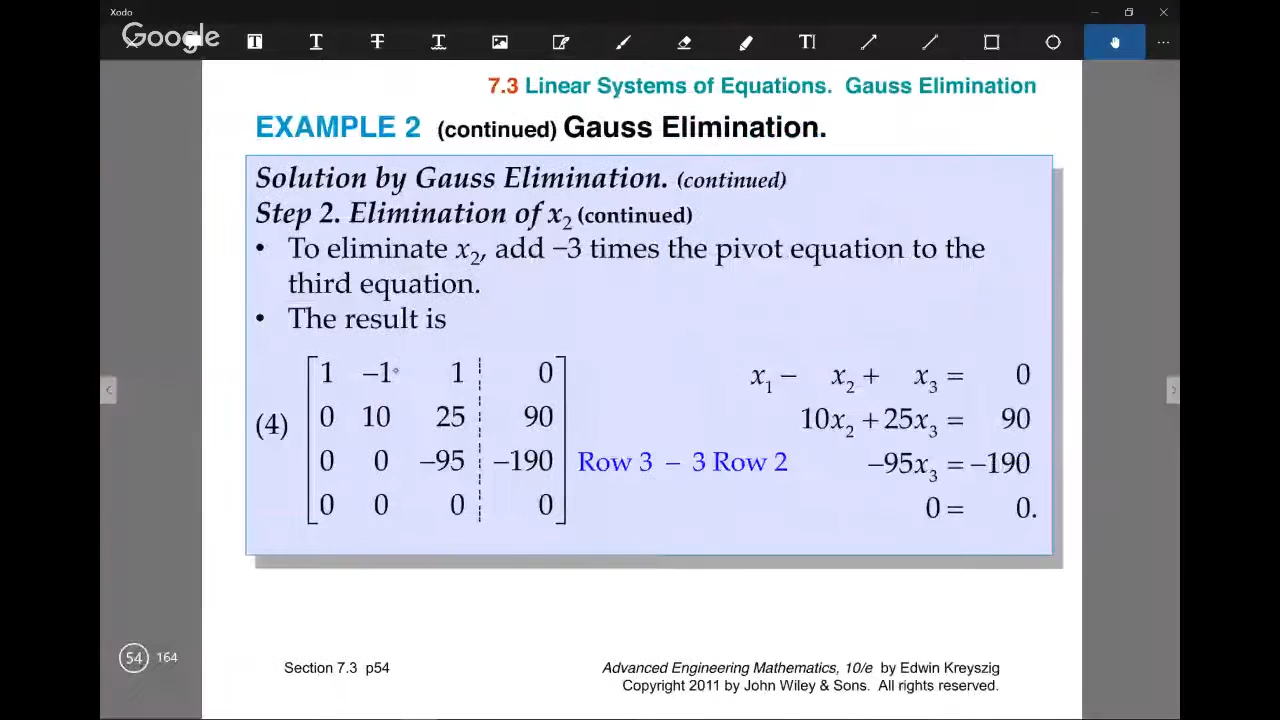 Xodo
Google
7.3 Linear Systems of Equations. Gauss Elimination
EXAMPLE 2 (continued) Gauss Elimination.
Solution by Gauss Elimination. (continued)
Step 2. Elimination of x₂ (continued)
• To eliminate x₂, add −3 times the pivot equation to the
third equation.
• The result is
1 −1 1 0 x₁ − x₂ + x₃ = 0
(4) 0 10 25 90 10x₂ + 25x₃ = 90
0 0 −95 −190 Row 3 − 3 Row 2 −95x₃ = −190
0 0 0 0 0 = 0.
54 164
Section 7.3 p54
Advanced Engineering Mathematics, 10/e by Edwin Kreyszig
Copyright 2011 by John Wiley & Sons. All rights reserved.